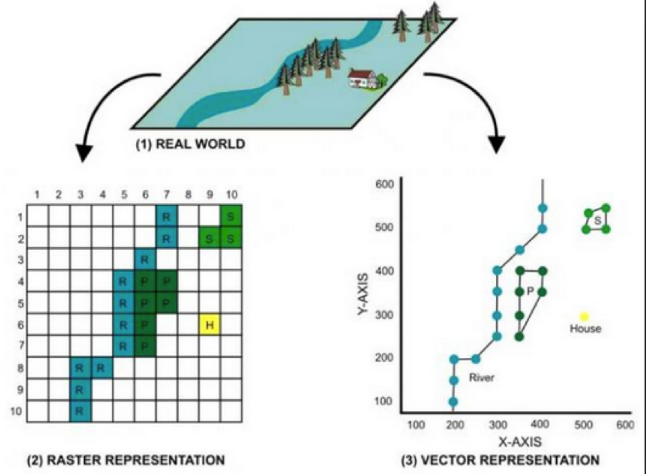 (1) REAL WORLD
1 2 3 4 5 6 7 8 9 10
1 R S
2 R S S
3 R
4 R P P
5 R P P
6 R P H
7 R P
8 R R
9 R
10 R
(2) RASTER REPRESENTATION
600
500
400
300
200
100
Y-AXIS
S
P
House
River
100 200 300 400 500 600
X-AXIS
(3) VECTOR REPRESENTATION